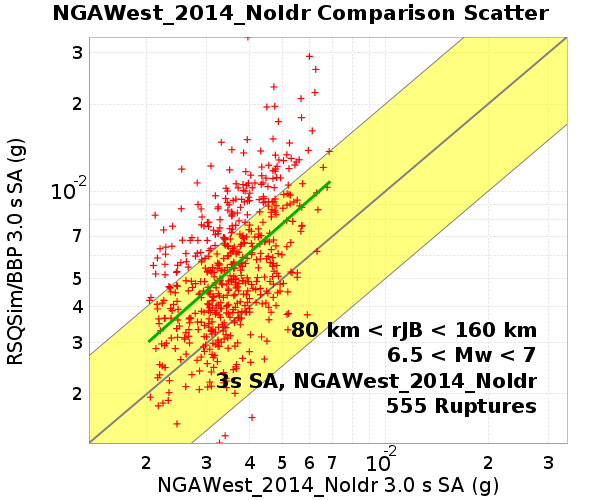 NGAWest_2014_NoIdr Comparison Scatter
RSQSim/BBP 3.0 s SA (g)
3
2
10-2
7
5
4
3
2
80 km < rJB < 160 km
6.5 < Mw < 7
3s SA, NGAWest_2014_NoIdr
555 Ruptures
2 3 4 5 6 7 10-2 2 3
NGAWest_2014_NoIdr 3.0 s SA (g)